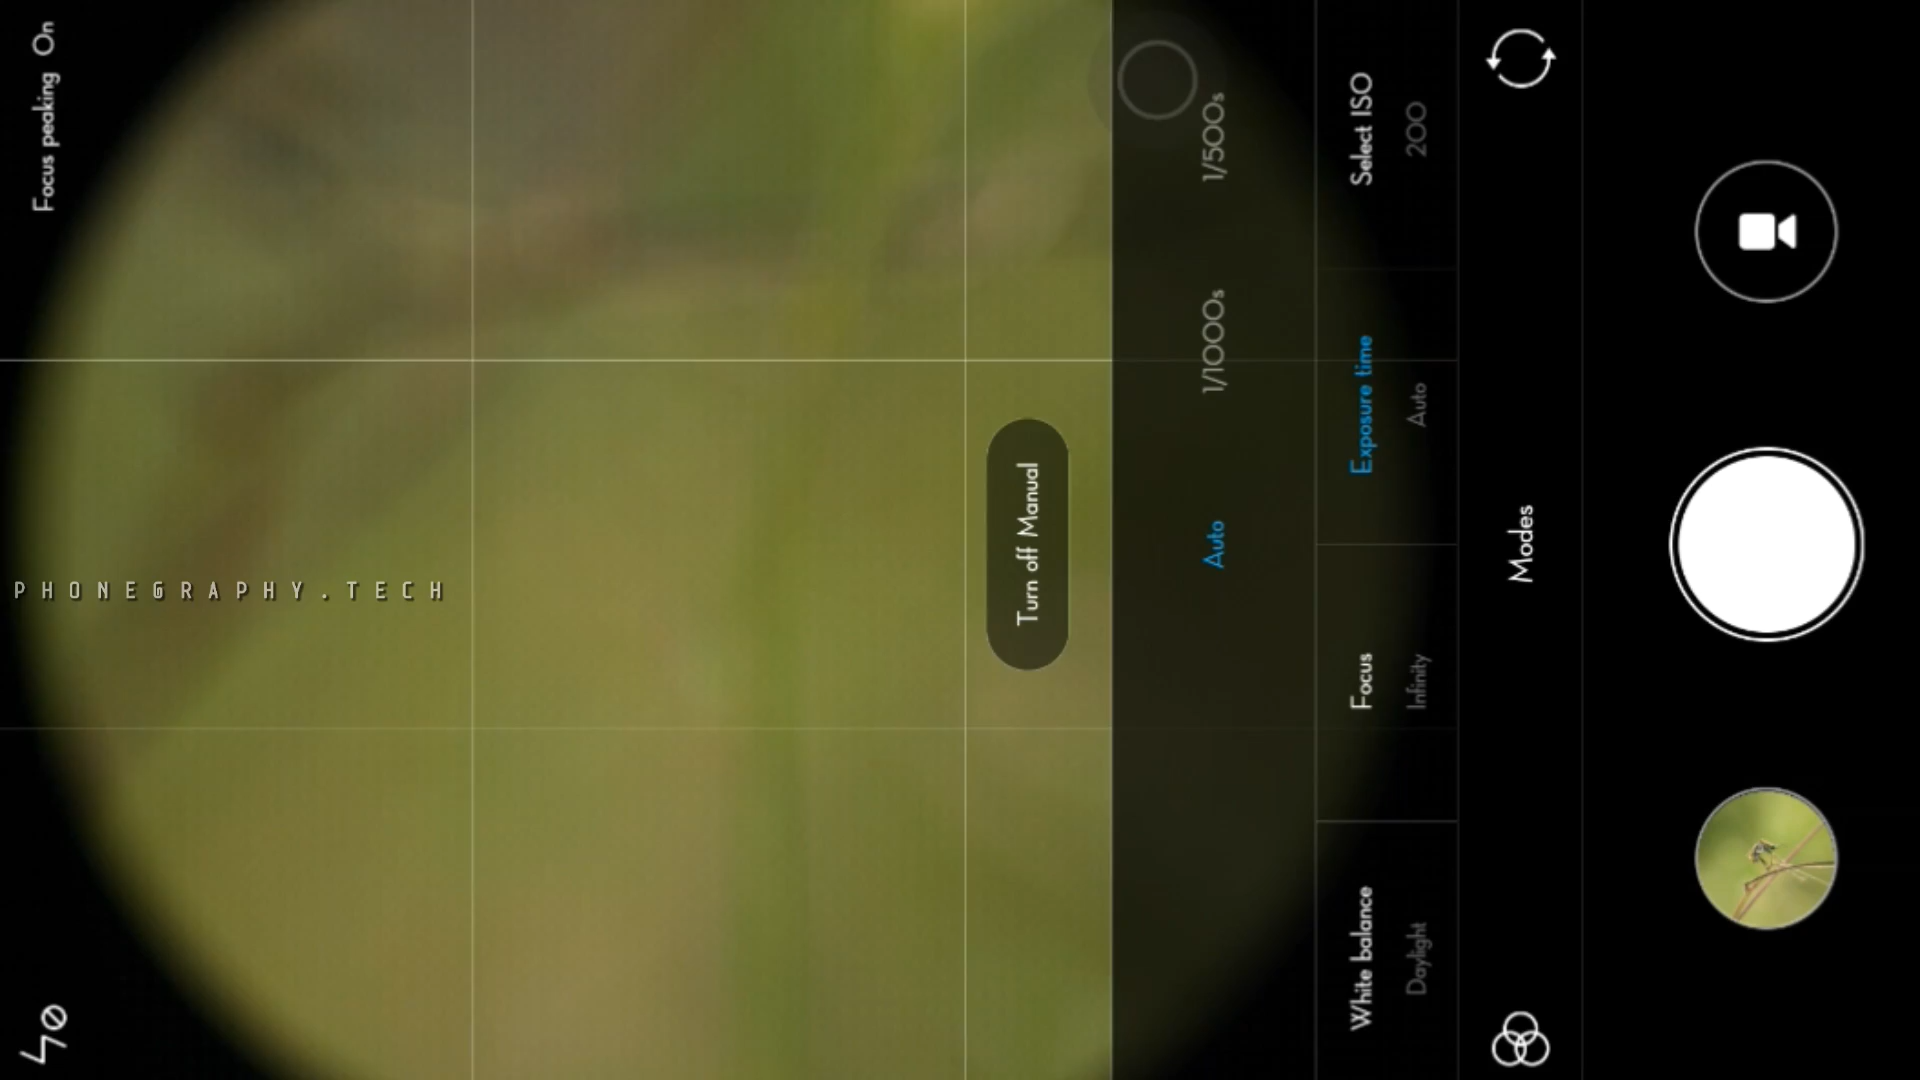 Focus peaking On
PHONEGRAPHY.TECH
Turn off Manual
Auto
1/1000s
1/500s
White balance
Daylight
Focus
Infinity
Exposure time
Auto
Select ISO
200
Modes